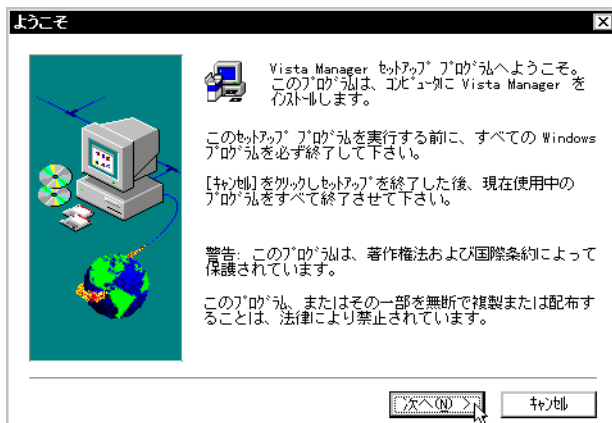 ようこそ
Vista Manager ｾｯﾄｱｯﾌﾟ ﾌﾟﾛｸﾞﾗﾑへようこそ。
このﾌﾟﾛｸﾞﾗﾑは、ｺﾝﾋﾟｭｰﾀに Vista Manager を
ｲﾝｽﾄｰﾙします。
このｾｯﾄｱｯﾌﾟ ﾌﾟﾛｸﾞﾗﾑを実行する前に、すべての Windows
ﾌﾟﾛｸﾞﾗﾑを必ず終了して下さい。
[ｷｬﾝｾﾙ]をｸﾘｯｸしｾｯﾄｱｯﾌﾟを終了した後、現在使用中の
ﾌﾟﾛｸﾞﾗﾑをすべて終了させて下さい。
警告: このﾌﾟﾛｸﾞﾗﾑは、著作権法および国際条約によって
保護されています。
このﾌﾟﾛｸﾞﾗﾑ、またはその一部を無断で複製または配布す
ることは、法律により禁止されています。
次へ(N) >
ｷｬﾝｾﾙ